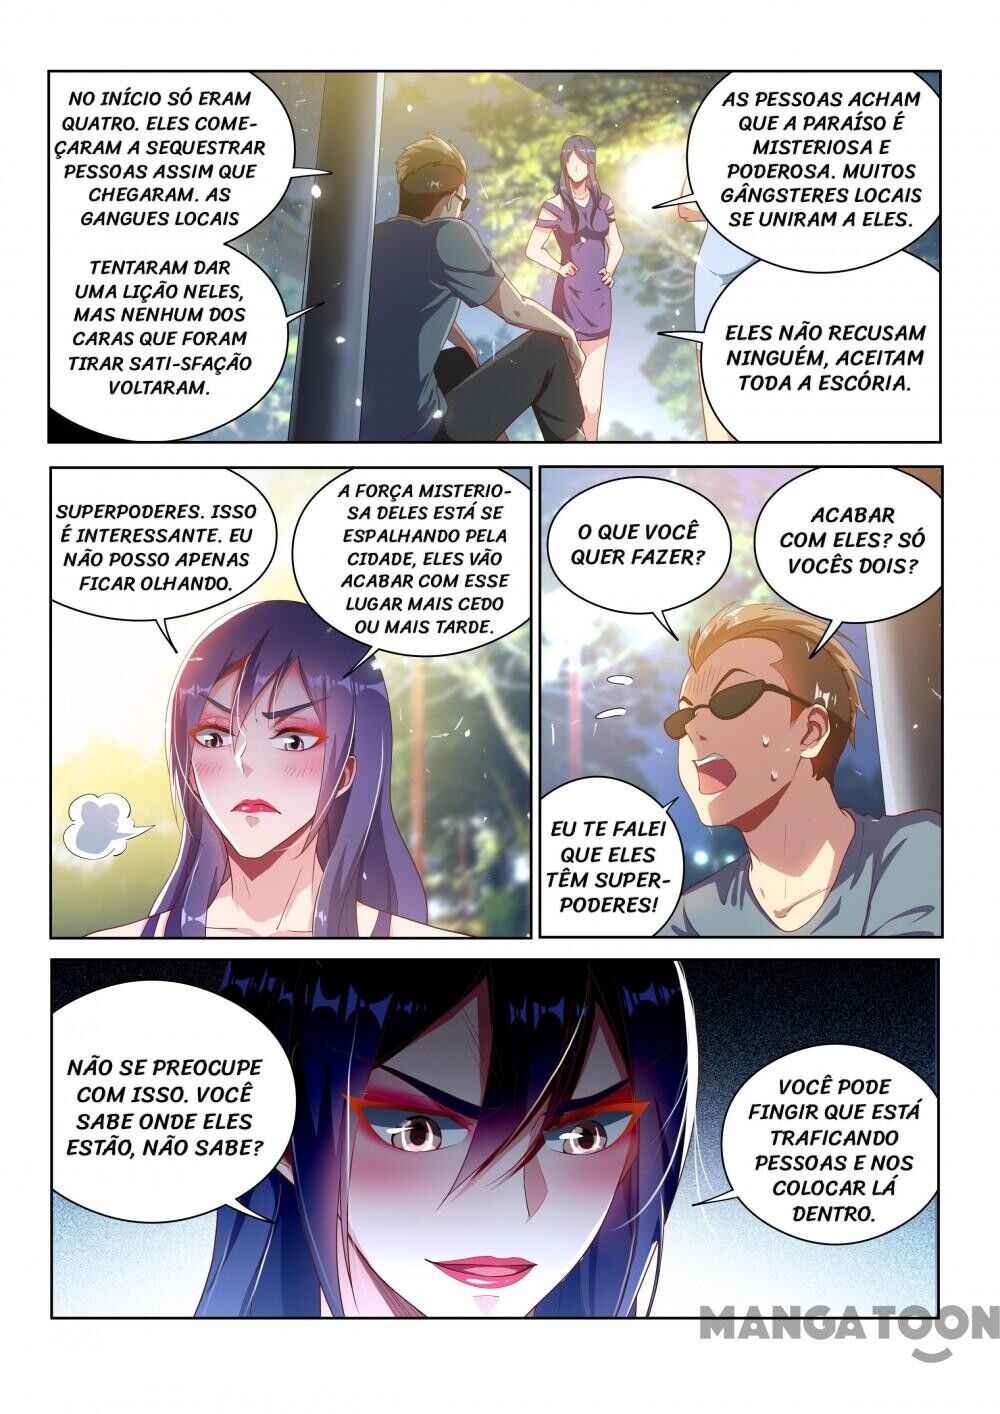 NO INÍCIO SÓ ERAM
QUATRO. ELES COME-
ÇARAM A SEQUESTRAR
PESSOAS ASSIM QUE
CHEGARAM. AS
GANGUES LOCAIS
TENTARAM DAR
UMA LIÇÃO NELES,
MAS NENHUM DOS
CARAS QUE FORAM
TIRAR SATI-SFAÇÃO
VOLTARAM.
AS PESSOAS ACHAM
QUE A PARAÍSO É
MISTERIOSA E
PODEROSA. MUITOS
GÂNGSTERES LOCAIS
SE UNIRAM A ELES.
ELES NÃO RECUSAM
NINGUÉM, ACEITAM
TODA A ESCÓRIA.
SUPERPODERES. ISSO
É INTERESSANTE. EU
NÃO POSSO APENAS
FICAR OLHANDO.
A FORÇA MISTERIO-
SA DELES ESTÁ SE
ESPALHANDO PELA
CIDADE, ELES VÃO
ACABAR COM ESSE
LUGAR MAIS CEDO
OU MAIS TARDE.
O QUE VOCÊ
QUER FAZER?
ACABAR
COM ELES? SÓ
VOCÊS DOIS?
EU TE FALEI
QUE ELES
TÊM SUPER-
PODERES!
NÃO SE PREOCUPE
COM ISSO. VOCÊ
SABE ONDE ELES
ESTÃO, NÃO SABE?
VOCÊ PODE
FINGIR QUE ESTÁ
TRAFICANDO
PESSOAS E NOS
COLOCAR LÁ
DENTRO.
MANGATOON